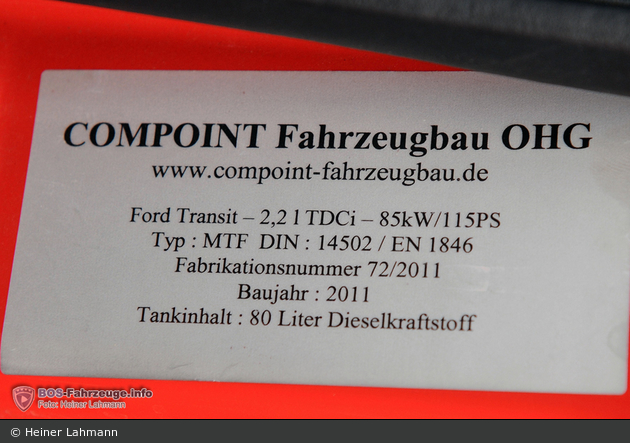 COMPOINT Fahrzeugbau OHG
www.compoint-fahrzeugbau.de
Ford Transit – 2,2 l TDCi – 85kW/115PS
Typ : MTF DIN : 14502 / EN 1846
Fabrikationsnummer 72/2011
Baujahr : 2011
Tankinhalt : 80 Liter Dieselkraftstoff
BOS-Fahrzeuge.info
Foto: Heiner Lahmann
© Heiner Lahmann